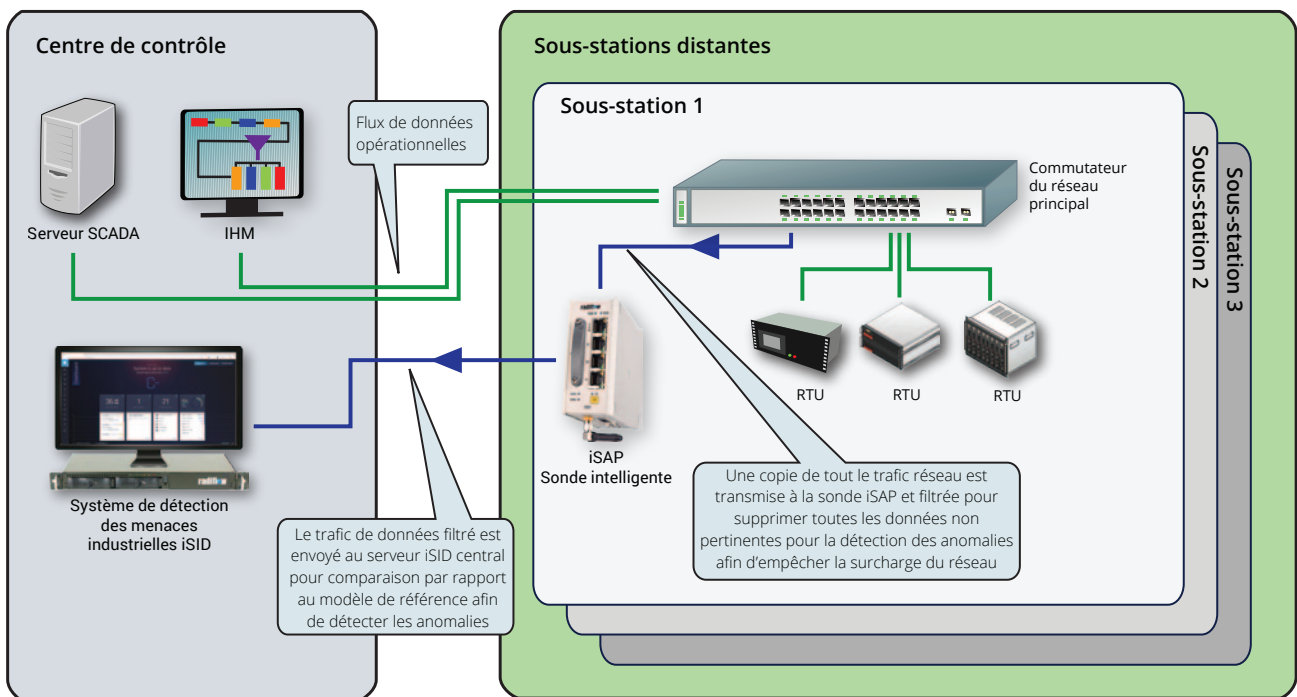 Centre de contrôle
Serveur SCADA
IHM
Flux de données
opérationnelles
Système de détection
des menaces
industrielles iSID
radiflow
Le trafic de données filtré est
envoyé au serveur iSID central
pour comparaison par rapport
au modèle de référence afin
de détecter les anomalies
Sous-stations distantes
Sous-station 1
Commutateur
du réseau
principal
RTU
RTU
RTU
radiflow
iSAP
Sonde intelligente
Une copie de tout le trafic réseau est
transmise à la sonde iSAP et filtrée pour
supprimer toutes les données non
pertinentes pour la détection des anomalies
afin d’empêcher la surcharge du réseau
Sous-station 2
Sous-station 3